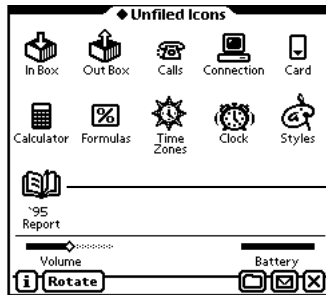 Unfiled Icons
In Box Out Box Calls Connection Card
Calculator Formulas Time Zones Clock Styles
`95
Report
Volume Battery
i Rotate X